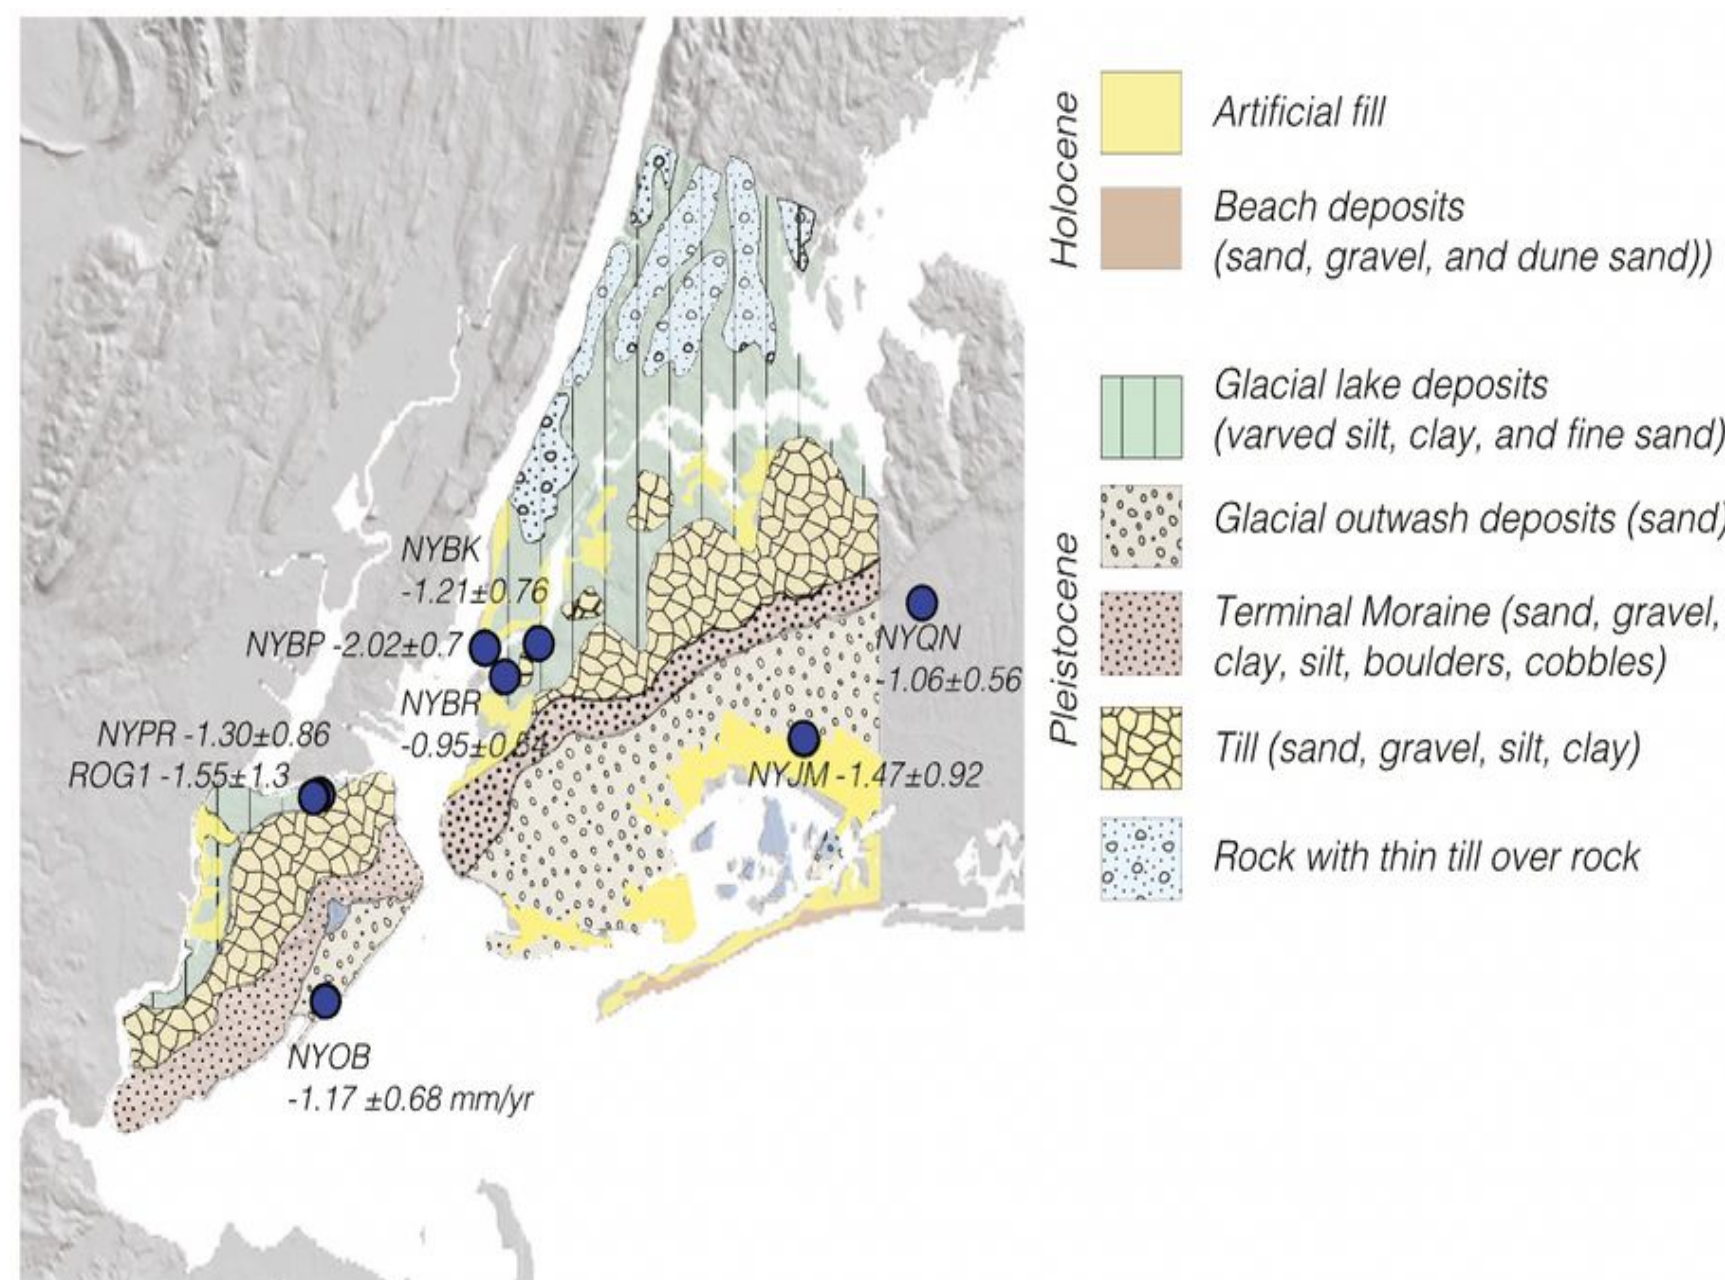 NYBK
-1.21±0.76
NYBP -2.02±0.7
NYBR
-0.95±0.64
NYPR -1.30±0.86
ROG1 -1.55±1.3
NYQN
-1.06±0.56
NYJM -1.47±0.92
NYOB
-1.17 ±0.68 mm/yr
Holocene
Artificial fill
Beach deposits
(sand, gravel, and dune sand))
Pleistocene
Glacial lake deposits
(varved silt, clay, and fine sand)
Glacial outwash deposits (sand)
Terminal Moraine (sand, gravel,
clay, silt, boulders, cobbles)
Till (sand, gravel, silt, clay)
Rock with thin till over rock